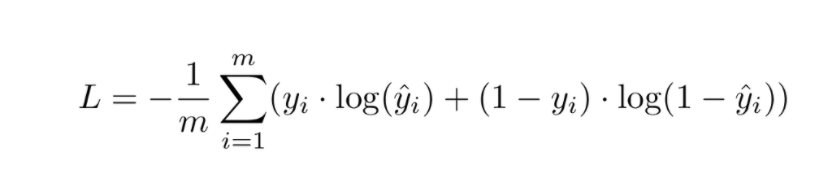 L = -\frac{1}{m} \sum_{i=1}^{m} (y_i \cdot \log(\hat{y}_i) + (1 - y_i) \cdot \log(1 - \hat{y}_i))